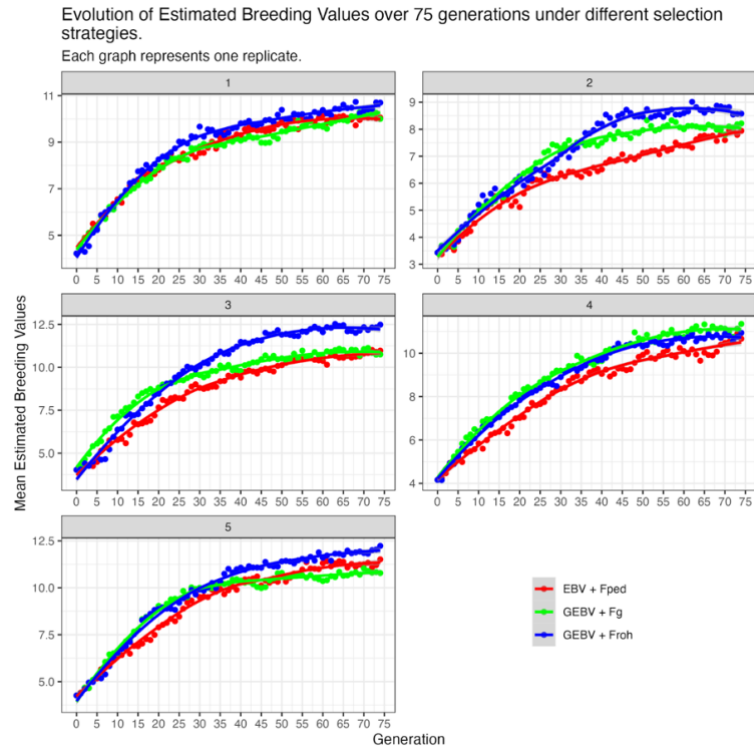 Evolution of Estimated Breeding Values over 75 generations under different selection
strategies.
Each graph represents one replicate.
1
2
11
9
7
5
9
8
7
6
5
4
3
0 5 10 15 20 25 30 35 40 45 50 55 60 65 70 75
0 5 10 15 20 25 30 35 40 45 50 55 60 65 70 75
3
4
12.5
10.0
7.5
5.0
10
8
6
4
0 5 10 15 20 25 30 35 40 45 50 55 60 65 70 75
0 5 10 15 20 25 30 35 40 45 50 55 60 65 70 75
5
12.5
10.0
7.5
5.0
0 5 10 15 20 25 30 35 40 45 50 55 60 65 70 75
Mean Estimated Breeding Values
Generation
EBV + Fped
GEBV + Fg
GEBV + Froh